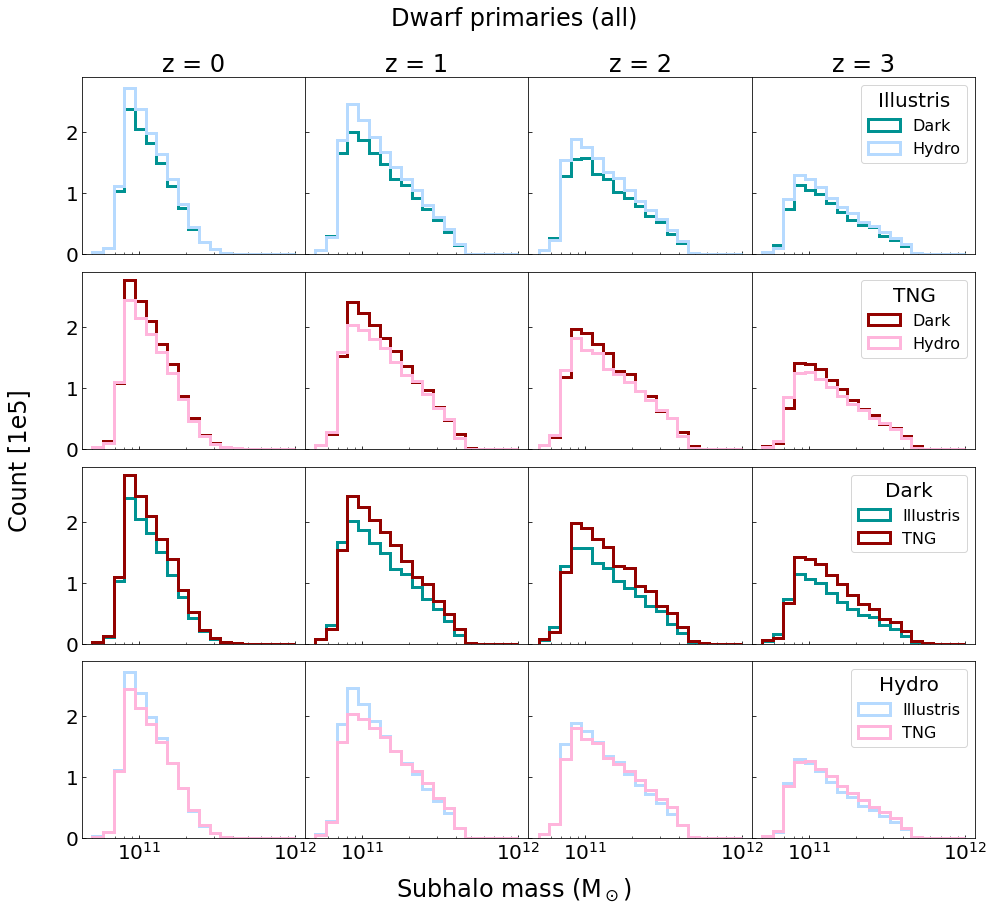 Dwarf primaries (all)
z = 0 z = 1 z = 2 z = 3
Illustris
Dark
Hydro
2
1
0
TNG
Dark
Hydro
2
1
0
Count [1e5]
Dark
Illustris
TNG
2
1
0
Hydro
Illustris
TNG
2
1
0
10¹¹ 10¹² 10¹¹ 10¹² 10¹¹ 10¹² 10¹¹ 10¹²
Subhalo mass (M⊙)